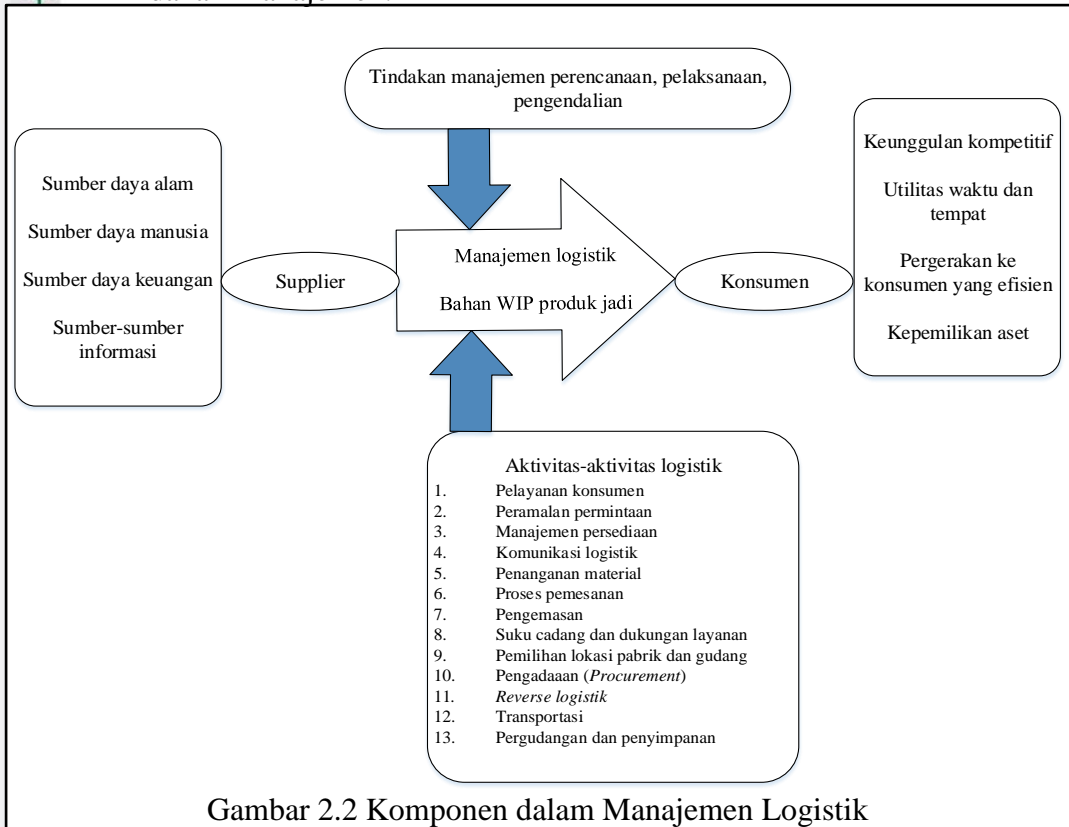 Tindakan manajemen perencanaan, pelaksanaan,
pengendalian
Sumber daya alam
Sumber daya manusia
Sumber daya keuangan
Sumber-sumber
informasi
Supplier
Manajemen logistik
Bahan WIP produk jadi
Konsumen
Keunggulan kompetitif
Utilitas waktu dan
tempat
Pergerakan ke
konsumen yang efisien
Kepemilikan aset
Aktivitas-aktivitas logistik
1. Pelayanan konsumen
2. Peramalan permintaan
3. Manajemen persediaan
4. Komunikasi logistik
5. Penanganan material
6. Proses pemesanan
7. Pengemasan
8. Suku cadang dan dukungan layanan
9. Pemilihan lokasi pabrik dan gudang
10. Pengadaaan (Procurement)
11. Reverse logistik
12. Transportasi
13. Pergudangan dan penyimpanan
Gambar 2.2 Komponen dalam Manajemen Logistik